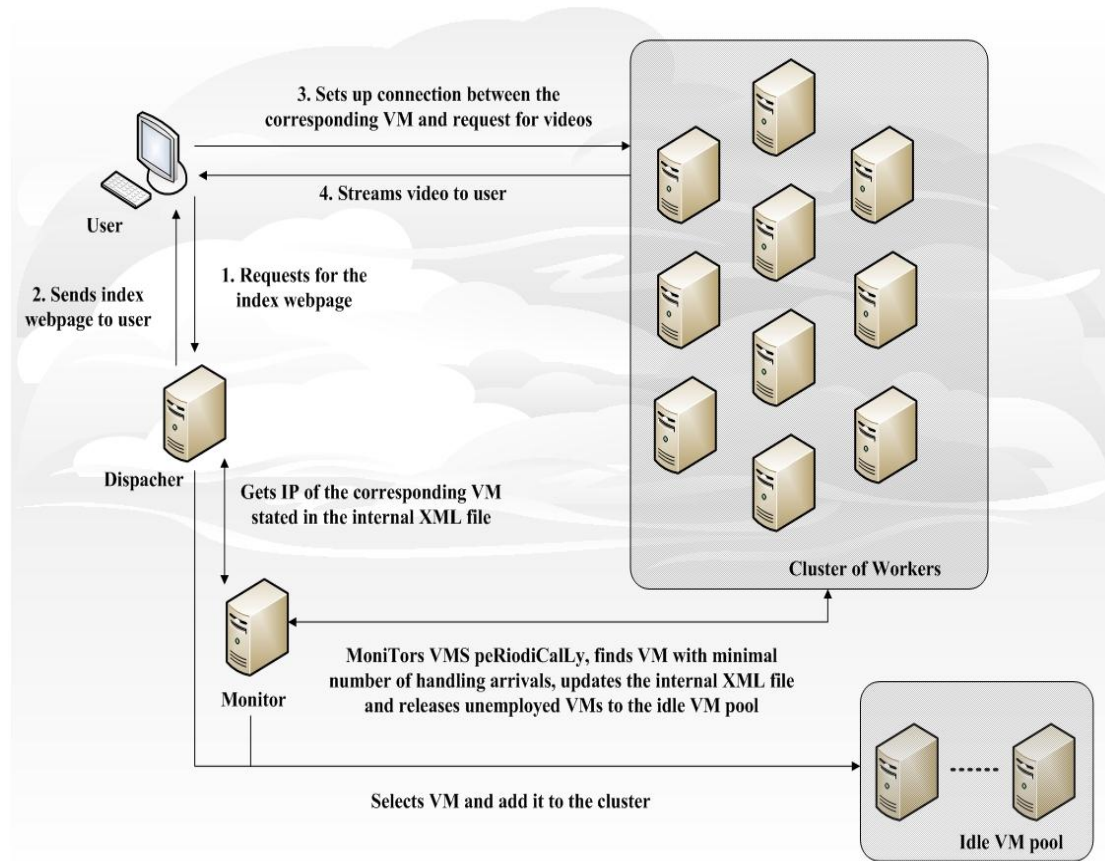 3. Sets up connection between the
corresponding VM and request for videos
4. Streams video to user
User
1. Requests for the
index webpage
2. Sends index
webpage to user
Dispacher
Gets IP of the corresponding VM
stated in the internal XML file
Cluster of Workers
MoniTors VMS peRiodiCalLy, finds VM with minimal
number of handling arrivals, updates the internal XML file
and releases unemployed VMs to the idle VM pool
Monitor
Selects VM and add it to the cluster
Idle VM pool